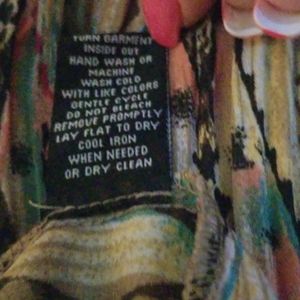 TURN GARMENT
INSIDE OUT
HAND WASH OR
MACHINE
WASH COLD
WITH LIKE COLORS
GENTLE CYCLE
DO NOT BLEACH
REMOVE PROMPTLY
LAY FLAT TO DRY
COOL IRON
WHEN NEEDED
OR DRY CLEAN